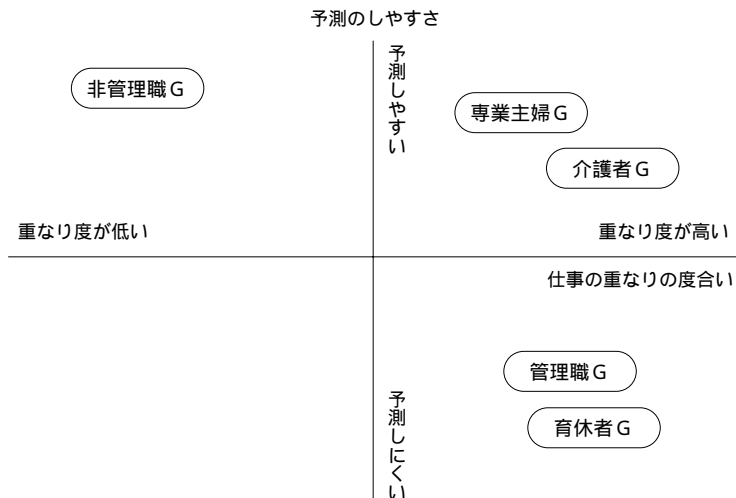 予測のしやすさ
予測しやすい
非管理職G
専業主婦G
介護者G
重なり度が低い
重なり度が高い
仕事の重なりの度合い
管理職G
育休者G
予測しにくい